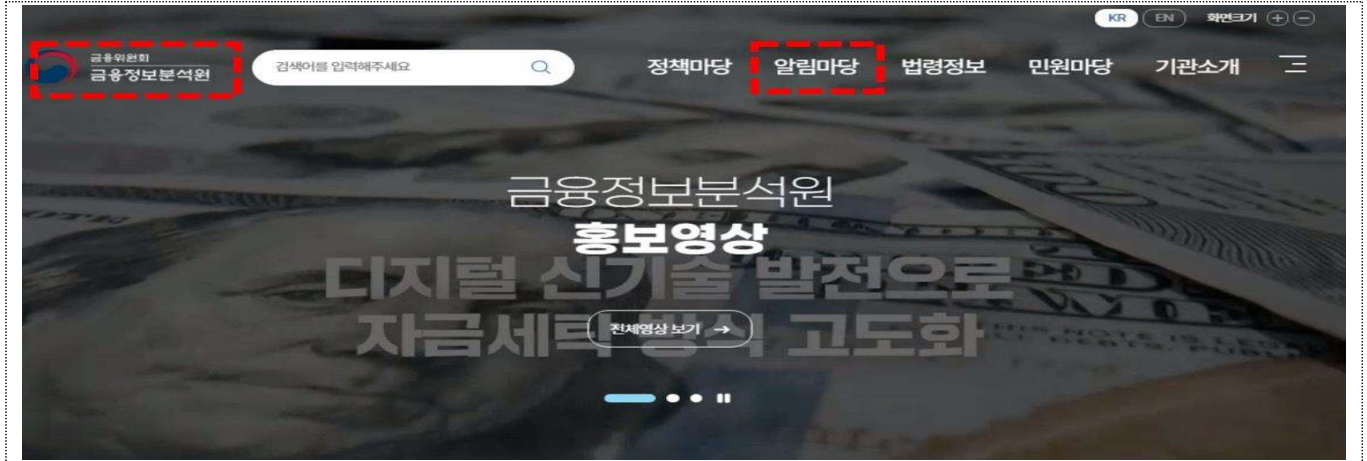 KR EN 화면크기
금융위원회
금융정보분석원
검색어를 입력해주세요
정책마당 알림마당 법령정보 민원마당 기관소개
금융정보분석원
홍보영상
디지털 신기술 발전으로
자금세탁 방식 고도화
전체영상 보기 →